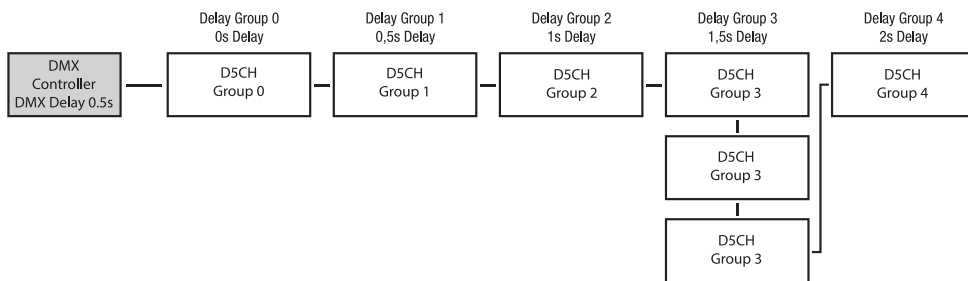 Delay Group 0
0s Delay
Delay Group 1
0,5s Delay
Delay Group 2
1s Delay
Delay Group 3
1,5s Delay
Delay Group 4
2s Delay
DMX
Controller
DMX Delay 0.5s
D5CH
Group 0
D5CH
Group 1
D5CH
Group 2
D5CH
Group 3
D5CH
Group 4
D5CH
Group 3
D5CH
Group 3